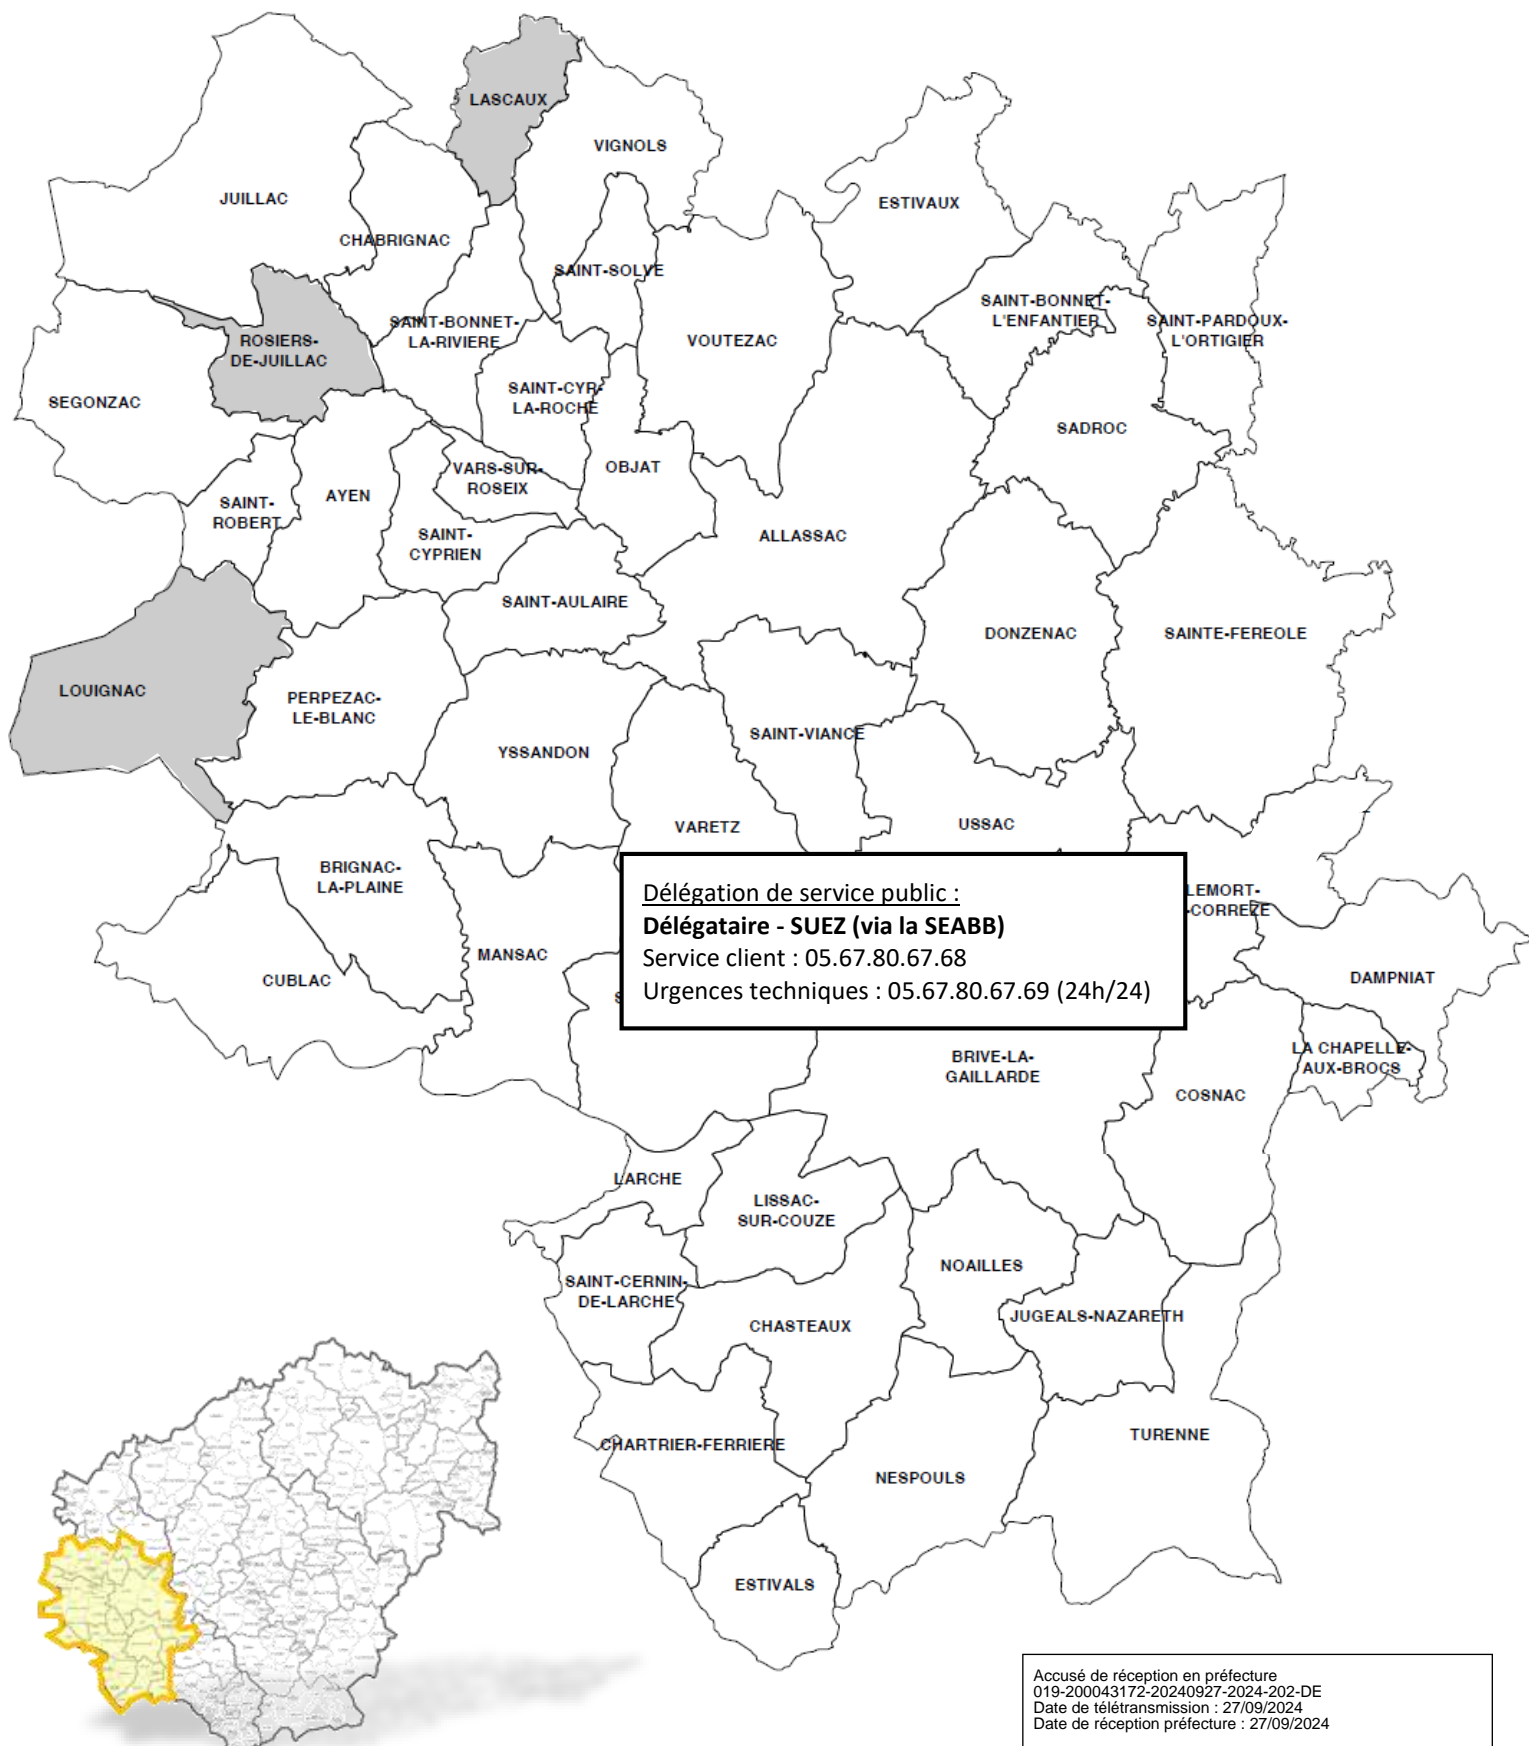 LASCAUX
VIGNOLS
JUILLAC
ESTIVAUX
CHABRIGNAC
SAINT-SOLVE
SAINT-BONNET-
L'ENFANTIER
SAINT-PARDOUX-
L'ORTIGIER
SAINT-BONNET-
LA-RIVIERE
ROSIERS-
DE-JUILLAC
VOUTEZAC
SAINT-CYR-
LA-ROCHE
SEGONZAC
SADROC
VARS-SUR-
ROSEIX
OBJAT
AYEN
SAINT-
ROBERT
SAINT-
CYPRIEN
ALLASSAC
SAINT-AULAIRE
DONZENAC
SAINTE-FEREOLE
LOUIGNAC
PERPEZAC-
LE-BLANC
SAINT-VIANCE
YSSANDON
VARETZ
USSAC
BRIGNAC-
LA-PLAINE
Délégation de service public :
Délégataire - SUEZ (via la SEABB)
Service client : 05.67.80.67.68
Urgences techniques : 05.67.80.67.69 (24h/24)
LEMORT-
-CORREZE
MANSAC
CUBLAC
S
DAMPNIAT
BRIVE-LA-
GAILLARDE
LA CHAPELLE-
AUX-BROCS
COSNAC
LARCHE
LISSAC-
SUR-COUZE
NOAILLES
SAINT-CERNIN-
DE-LARCHE
CHASTEAUX
JUGEALS-NAZARETH
CHARTRIER-FERRIERE
TURENNE
NESPOULS
ESTIVALS
Accusé de réception en préfecture
019-200043172-20240927-2024-202-DE
Date de télétransmission : 27/09/2024
Date de réception préfecture : 27/09/2024